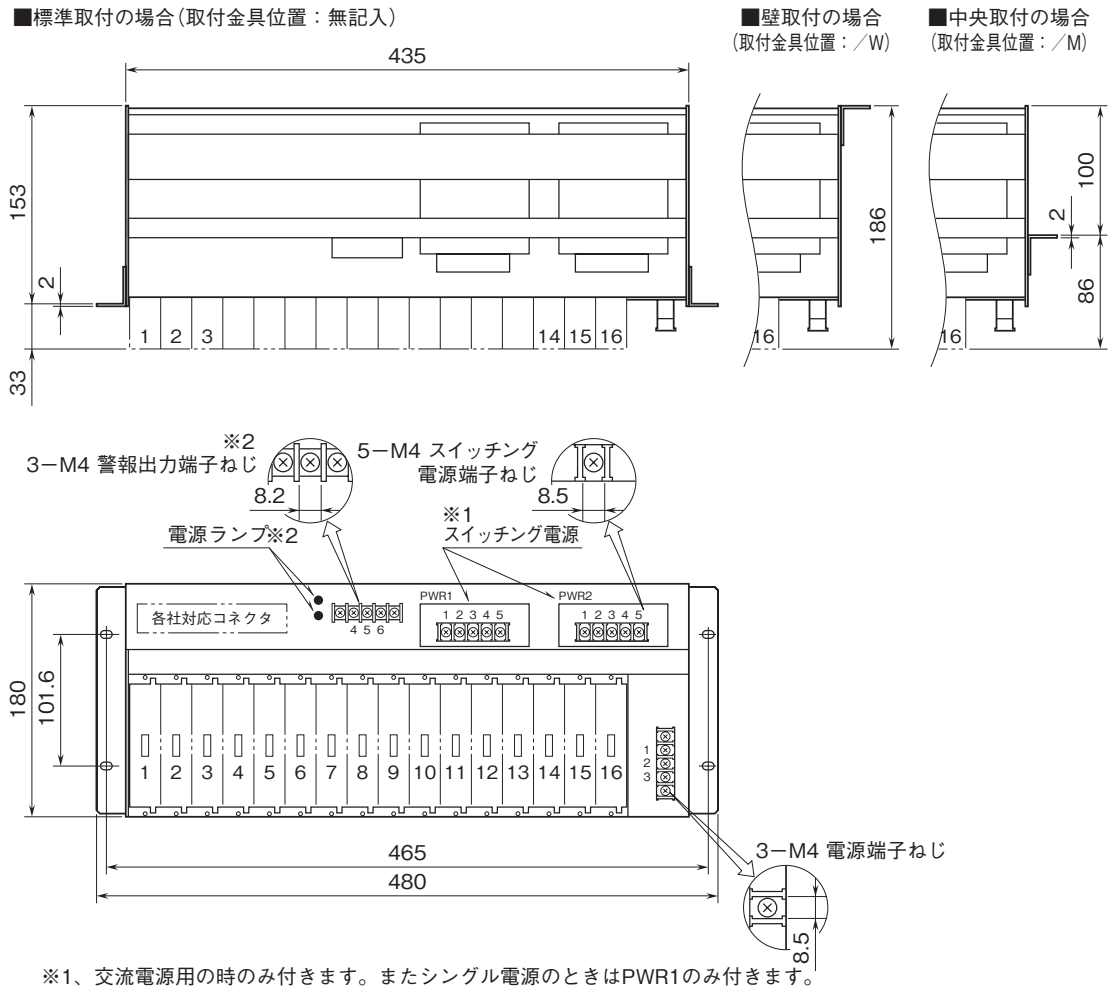 ■標準取付の場合(取付金具位置:無記入)
■壁取付の場合
(取付金具位置:/W)
■中央取付の場合
(取付金具位置:/M)
435
153
2
33
1 2 3 14 15 16
16
186
16
100
2
86
※2
3-M4 警報出力端子ねじ
8.2
5-M4 スイッチング
電源端子ねじ
8.5
電源ランプ※2
※1
スイッチング電源
各社対応コネクタ
4 5 6
PWR1
1 2 3 4 5
PWR2
1 2 3 4 5
180
101.6
1 2 3 4 5 6 7 8 9 10 11 12 13 14 15 16
1
2
3
465
480
3-M4 電源端子ねじ
8.5
※1、交流電源用の時のみ付きます。またシングル電源のときはPWR1のみ付きます。